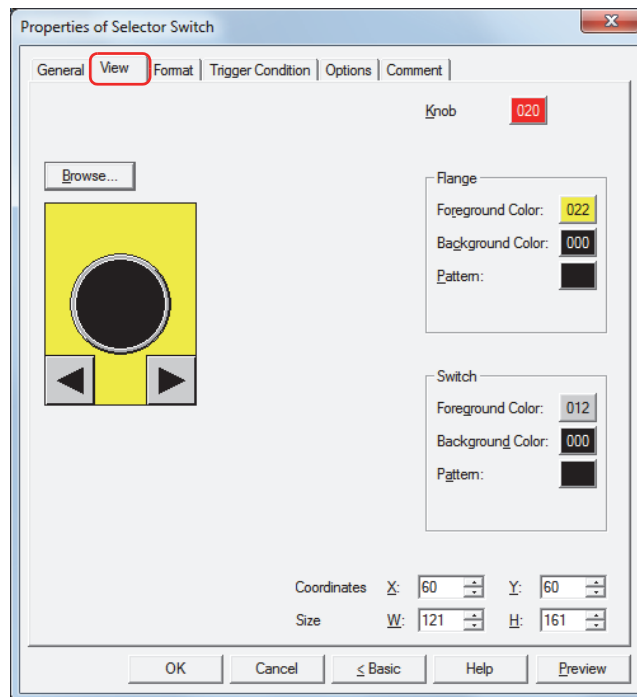 Properties of Selector Switch
General View Format Trigger Condition Options Comment
Knob 020
Browse...
Flange
Foreground Color: 022
Background Color: 000
Pattern:
Switch
Foreground Color: 012
Background Color: 000
Pattern:
Coordinates X: 60 Y: 60
Size W: 121 H: 161
OK Cancel < Basic Help Preview